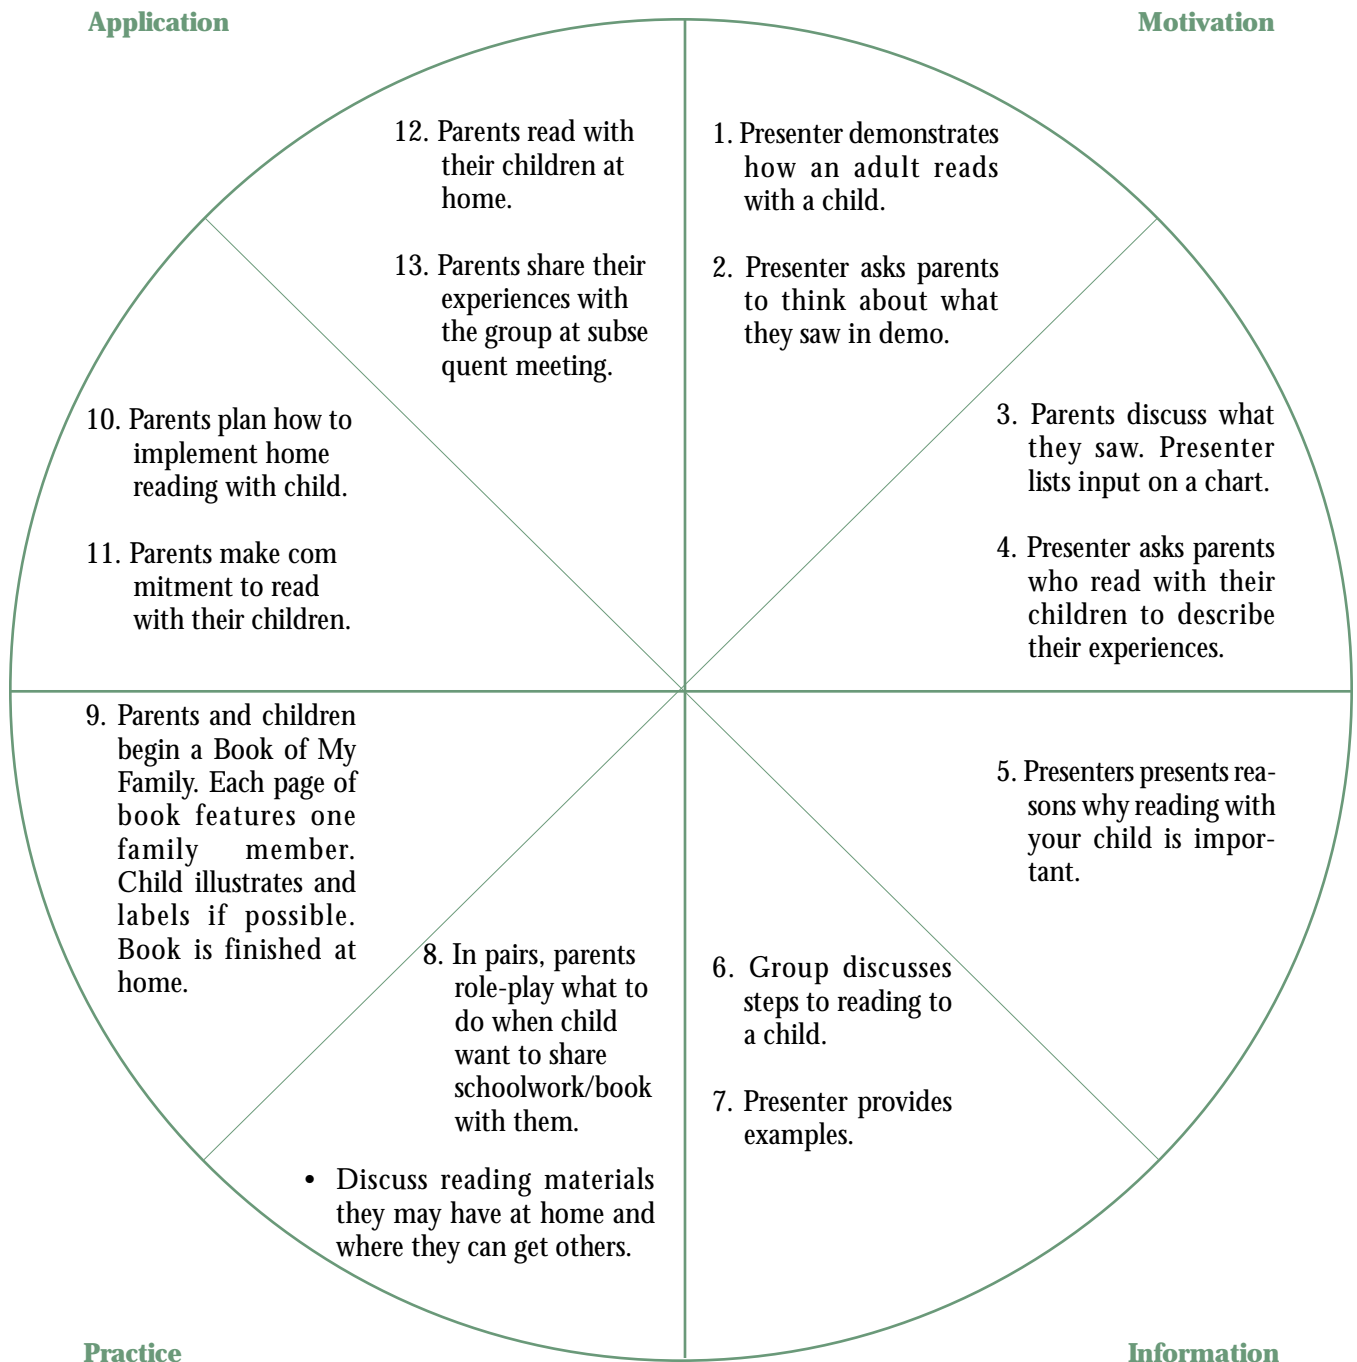 Application
Motivation
1. Presenter demonstrates
how an adult reads
with a child.
2. Presenter asks parents
to think about what
they saw in demo.
3. Parents discuss what
they saw. Presenter
lists input on a chart.
4. Presenter asks parents
who read with their
children to describe
their experiences.
5. Presenters presents rea-
sons why reading with
your child is impor-
tant.
6. Group discusses
steps to reading to
a child.
7. Presenter provides
examples.
8. In pairs, parents
role-play what to
do when child
want to share
schoolwork/book
with them.
• Discuss reading materials
they may have at home and
where they can get others.
9. Parents and children
begin a Book of My
Family. Each page of
book features one
family member.
Child illustrates and
labels if possible.
Book is finished at
home.
10. Parents plan how to
implement home
reading with child.
11. Parents make com
mitment to read
with their children.
12. Parents read with
their children at
home.
13. Parents share their
experiences with
the group at subse
quent meeting.
Practice
Information